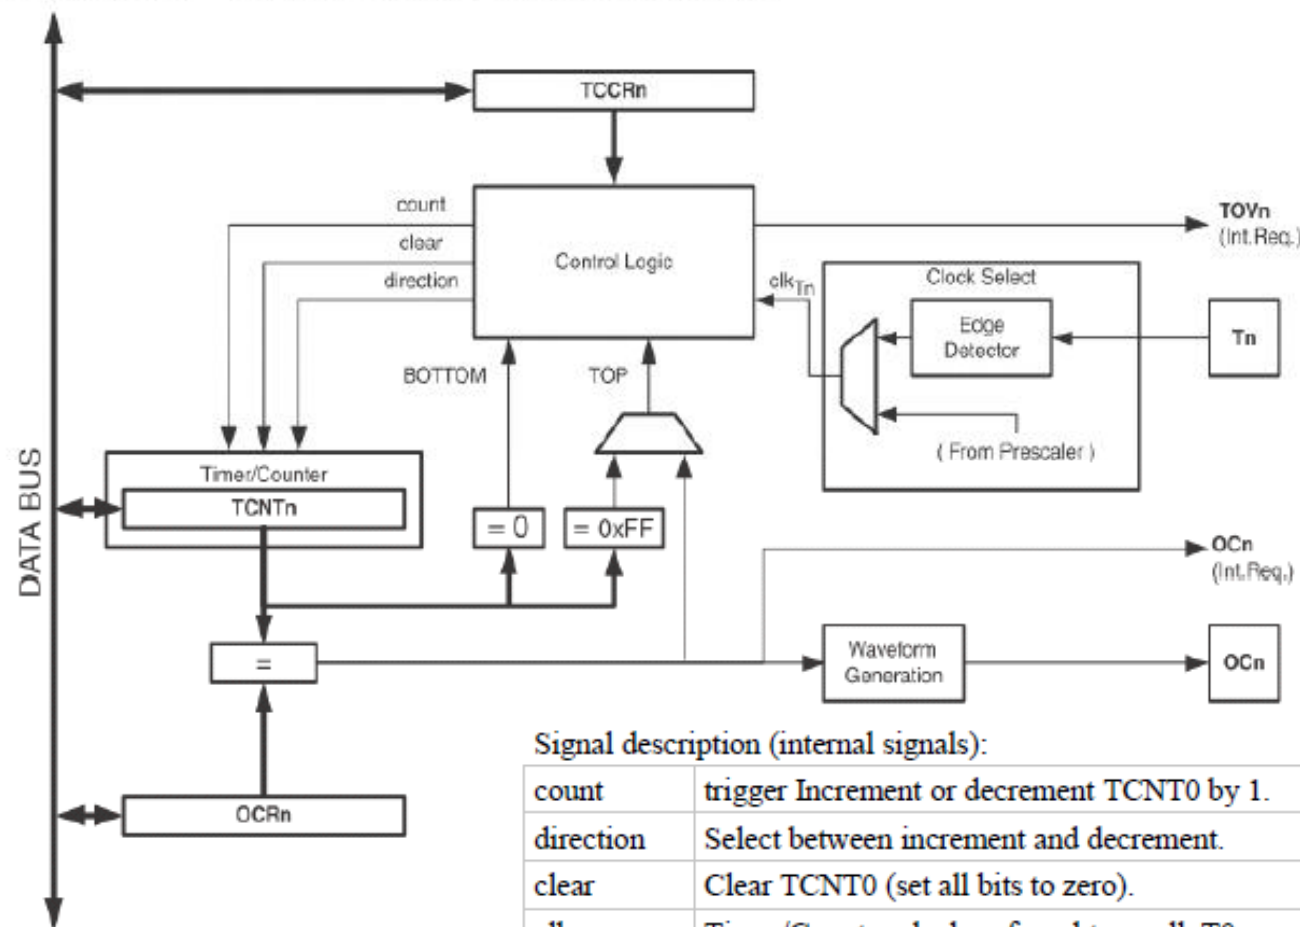 TCCRn
count
clear
direction
Control Logic
TOVn
(Int.Req.)
clkTn
Clock Select
Edge
Detector
Tn
(From Prescaler)
BOTTOM
TOP
Timer/Counter
TCNTn
= 0
= 0xFF
DATA BUS
OCn
(Int.Req.)
=
Waveform
Generation
OCn
OCRn
Signal description (internal signals):
count trigger Increment or decrement TCNT0 by 1.
direction Select between increment and decrement.
clear Clear TCNT0 (set all bits to zero).